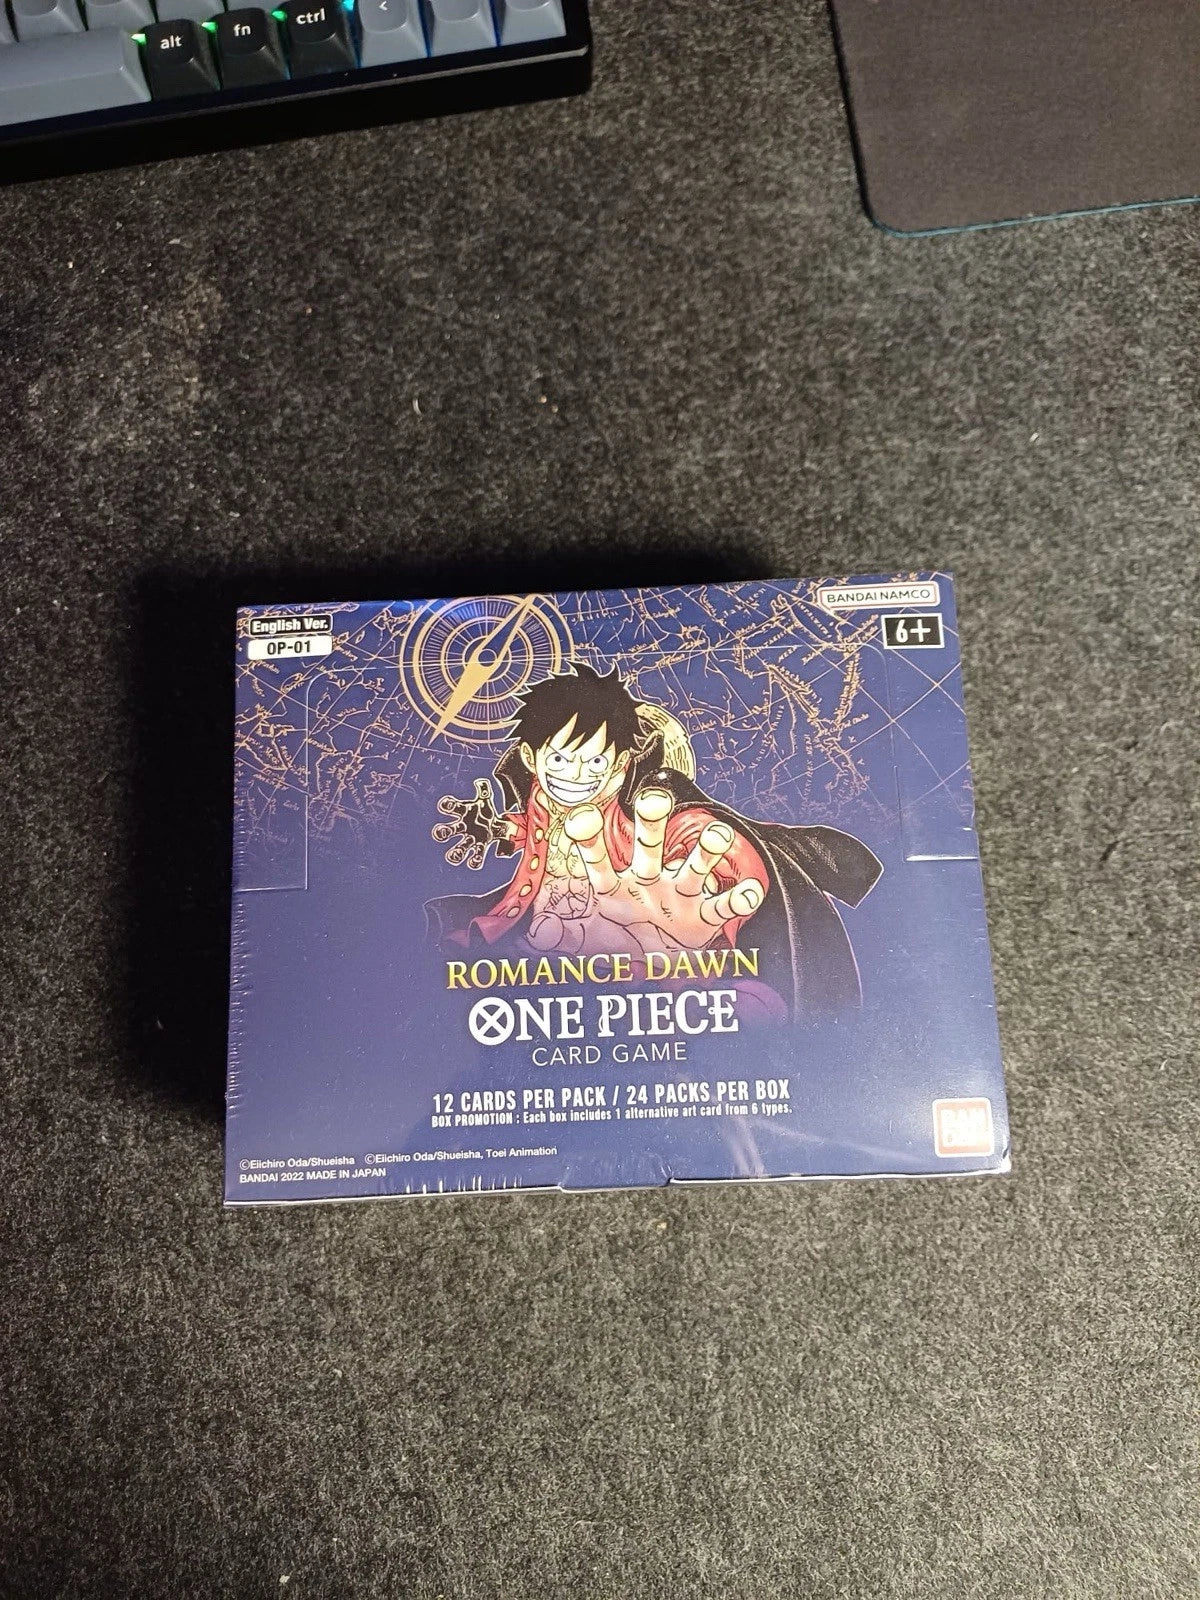 alt
fn
ctrl
<
English Ver.
OP-01
BANDAI NAMCO
6+
ROMANCE DAWN
ONE PIECE
CARD GAME
12 CARDS PER PACK / 24 PACKS PER BOX
BOX PROMOTION : Each box includes 1 alternative art card from 6 types.
BAN
DAI
©Eiichiro Oda/Shueisha ©Eiichiro Oda/Shueisha, Toei Animation
BANDAI 2022 MADE IN JAPAN